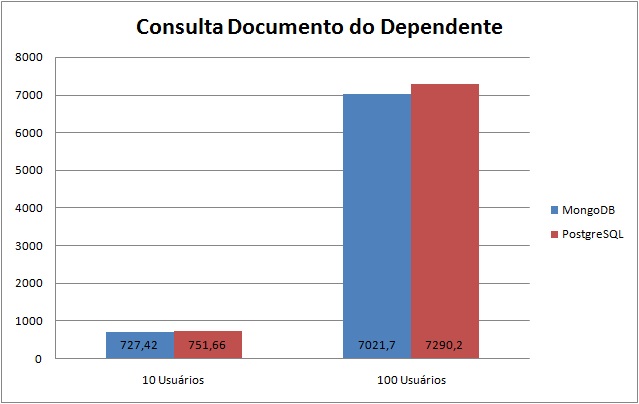 Consulta Documento do Dependente
8000
7000
6000
5000
4000
3000
2000
1000
0
727,42
751,66
7021,7
7290,2
10 Usuários
100 Usuários
MongoDB
PostgreSQL